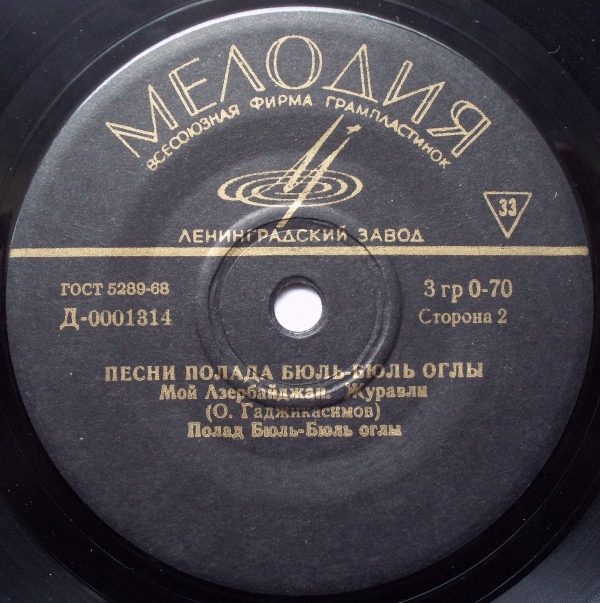 МЕЛОДИЯ
ВСЕСОЮЗНАЯ ФИРМА ГРАМПЛАСТИНОК
33
ЛЕНИНГРАДСКИЙ ЗАВОД
ГОСТ 5289-68
3 гр 0-70
Д-0001314
Сторона 2
ПЕСНИ ПОЛАДА БЮЛЬ-БЮЛЬ ОГЛЫ
Мой Азербайджан. Журавли
(О. Гаджикасимов)
Полад Бюль-Бюль оглы